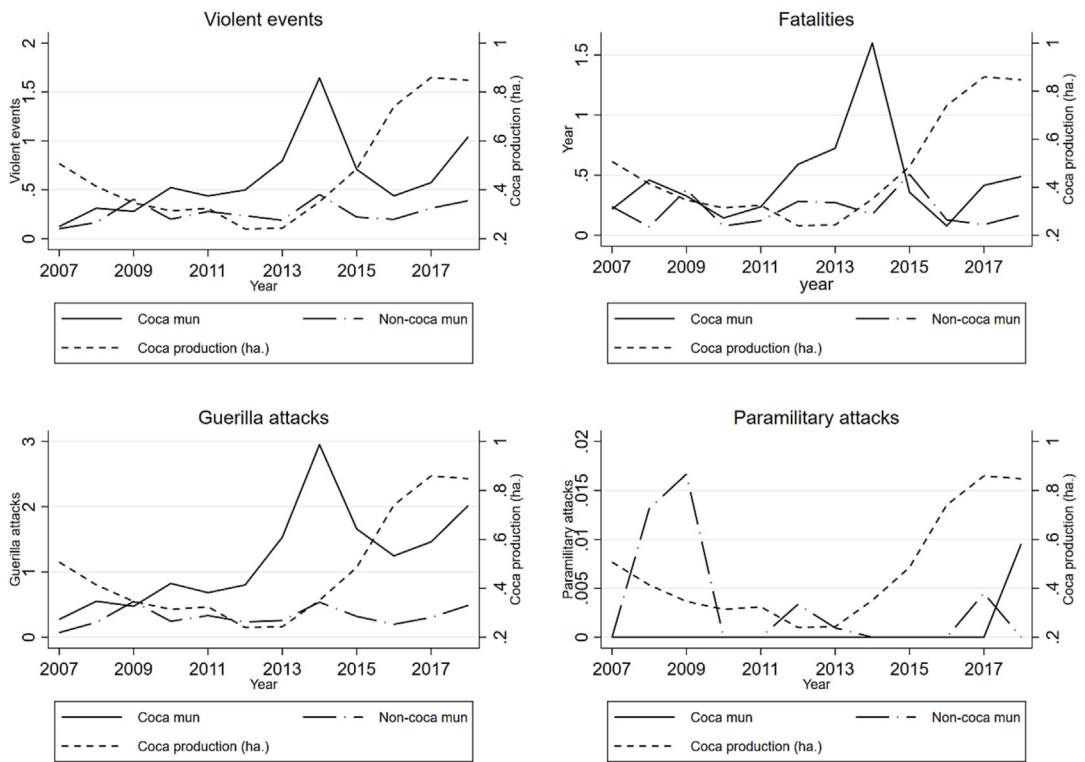 Violent events
Violent events
0 .5 1 1.5 2
.2 .4 .6 .8 1
Coca production (ha.)
2007 2009 2011 2013 2015 2017
Year
Coca mun Non-coca mun
Coca production (ha.)
Fatalities
Year
0 .5 1 1.5
.2 .4 .6 .8 1
Coca production (ha.)
2007 2009 2011 2013 2015 2017
year
Coca mun Non-coca mun
Coca production (ha.)
Guerilla attacks
Guerilla attacks
0 1 2 3
.2 .4 .6 .8 1
Coca production (ha.)
2007 2009 2011 2013 2015 2017
Year
Coca mun Non-coca mun
Coca production (ha.)
Paramilitary attacks
Paramilitary attacks
0 .005 .01 .015 .02
.2 .4 .6 .8 1
Coca production (ha.)
2007 2009 2011 2013 2015 2017
Year
Coca mun Non-coca mun
Coca production (ha.)